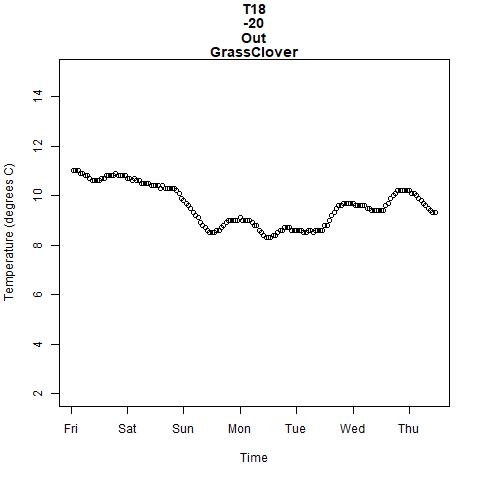 T18
-20
Out
GrassClover
Temperature (degrees C)
14
12
10
8
6
4
2
Fri Sat Sun Mon Tue Wed Thu
Time